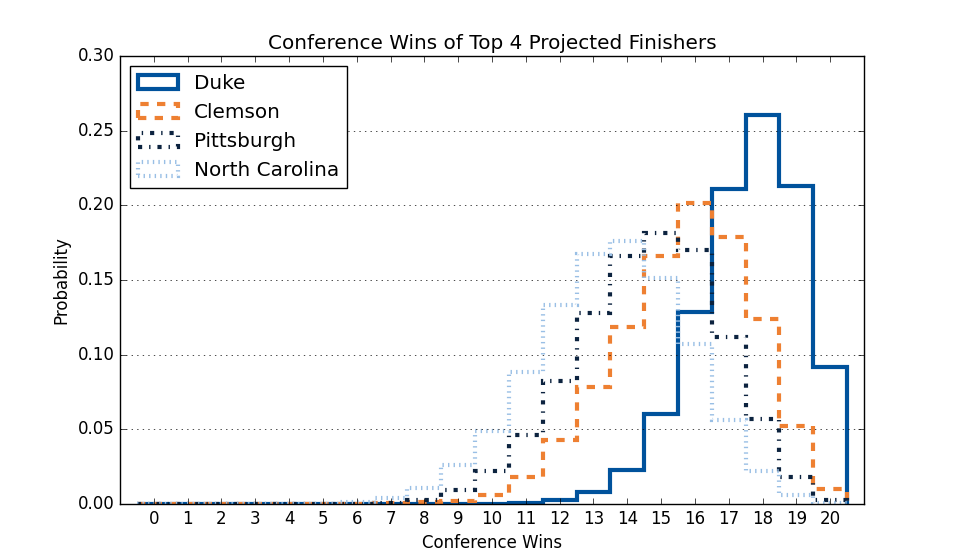 Conference Wins of Top 4 Projected Finishers
0.30
0.25
0.20
0.15
0.10
0.05
0.00
Probability
Duke
Clemson
Pittsburgh
North Carolina
0 1 2 3 4 5 6 7 8 9 10 11 12 13 14 15 16 17 18 19 20
Conference Wins